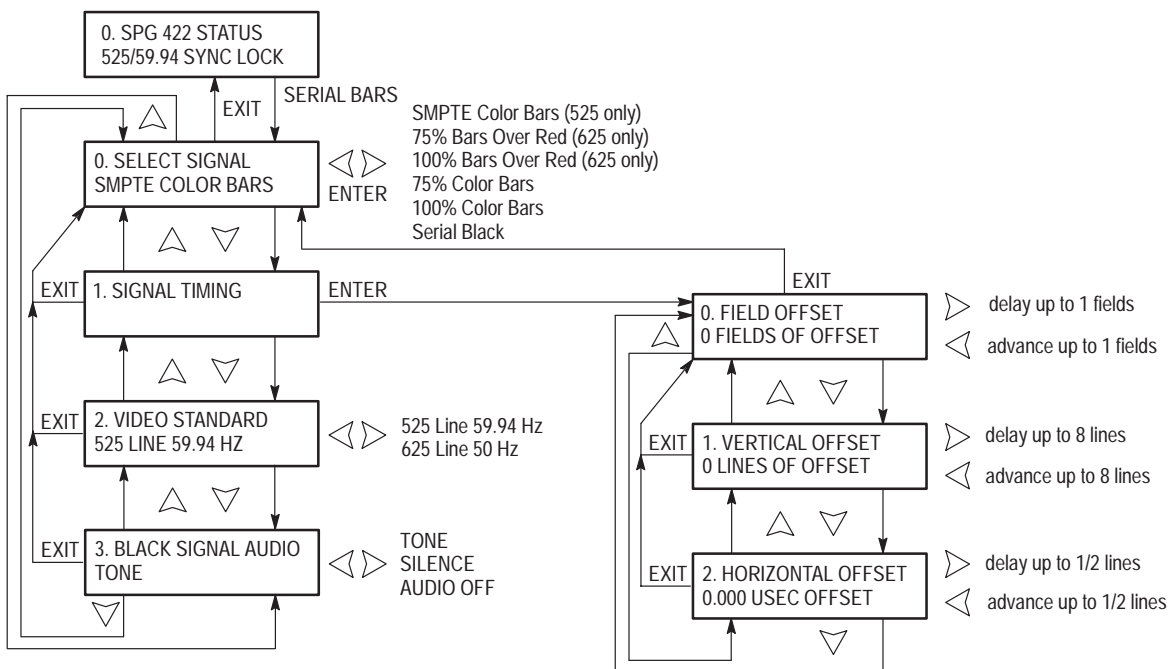 0. SPG 422 STATUS
525/59.94 SYNC LOCK
EXIT
SERIAL BARS
0. SELECT SIGNAL
SMPTE COLOR BARS
ENTER
SMPTE Color Bars (525 only)
75% Bars Over Red (625 only)
100% Bars Over Red (625 only)
75% Color Bars
100% Color Bars
Serial Black
EXIT
1. SIGNAL TIMING
ENTER
EXIT
2. VIDEO STANDARD
525 LINE 59.94 HZ
525 Line 59.94 Hz
625 Line 50 Hz
EXIT
3. BLACK SIGNAL AUDIO
TONE
TONE
SILENCE
AUDIO OFF
EXIT
0. FIELD OFFSET
0 FIELDS OF OFFSET
delay up to 1 fields
advance up to 1 fields
EXIT
1. VERTICAL OFFSET
0 LINES OF OFFSET
delay up to 8 lines
advance up to 8 lines
EXIT
2. HORIZONTAL OFFSET
0.000 USEC OFFSET
delay up to 1/2 lines
advance up to 1/2 lines